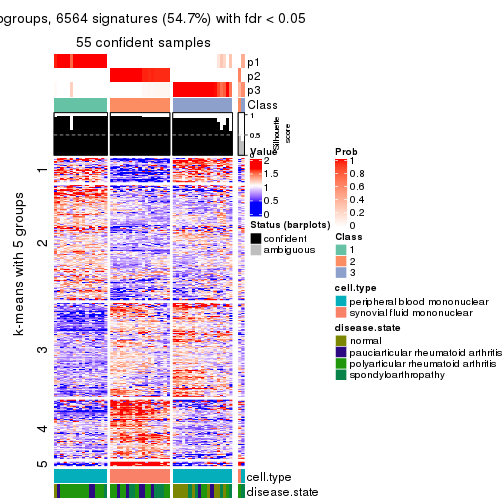 ogroups, 6564 signatures (54.7%) with fdr < 0.05
55 confident samples
p1
p2
p3
Class
1
0.5
0
Silhouette
score
k-means with 5 groups
1
2
3
4
5
cell.type
disease.state
Value
2
1.5
1
0.5
0
Status (barplots)
confident
ambiguous
Prob
1
0.8
0.6
0.4
0.2
0
Class
1
2
3
cell.type
peripheral blood mononuclear
synovial fluid mononuclear
disease.state
normal
pauciarticular rheumatoid arthritis
polyarticular rheumatoid arthritis
spondyloarthropathy